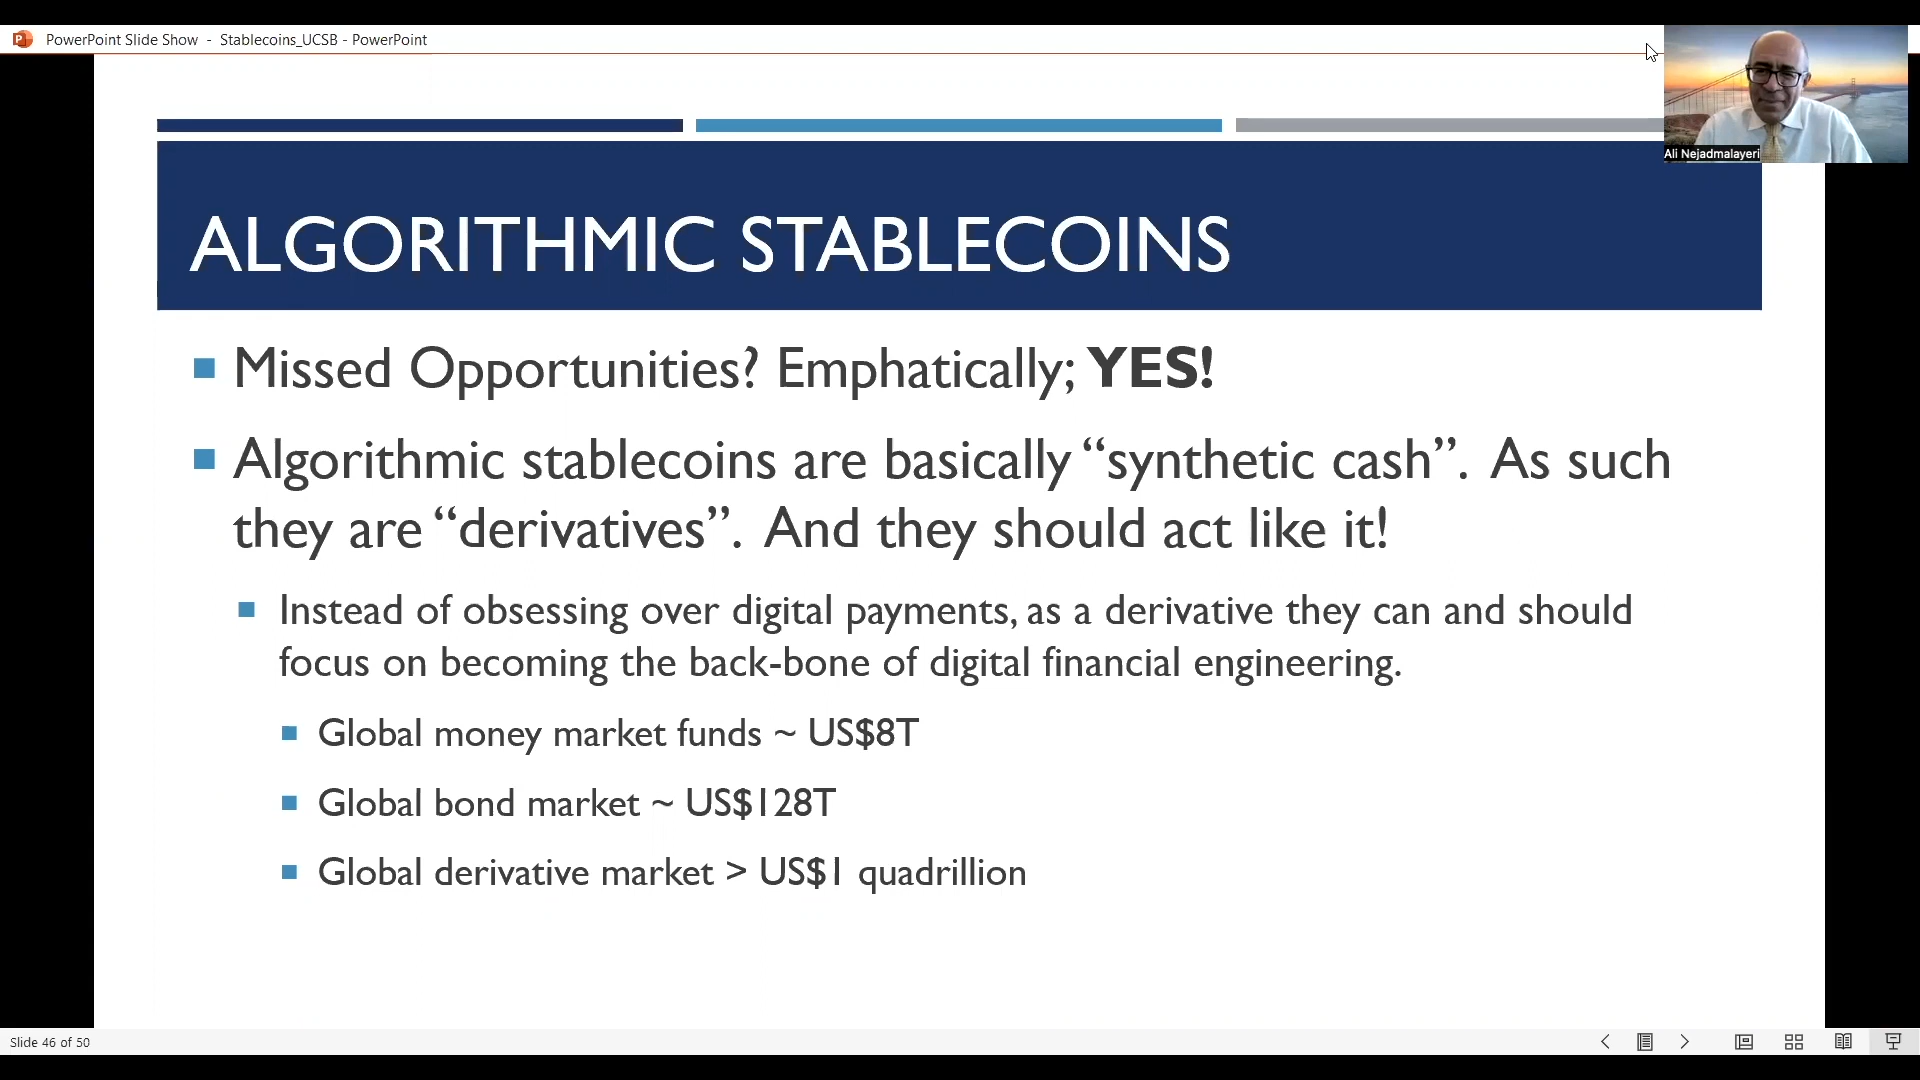 PowerPoint Slide Show - Stablecoins_UCSB - PowerPoint
Ali Nejadmalayeri
ALGORITHMIC STABLECOINS
Missed Opportunities? Emphatically; YES!
Algorithmic stablecoins are basically “synthetic cash”. As such
they are “derivatives”. And they should act like it!
Instead of obsessing over digital payments, as a derivative they can and should
focus on becoming the back-bone of digital financial engineering.
Global money market funds ~ US$8T
Global bond market ~ US$128T
Global derivative market > US$1 quadrillion
Slide 46 of 50